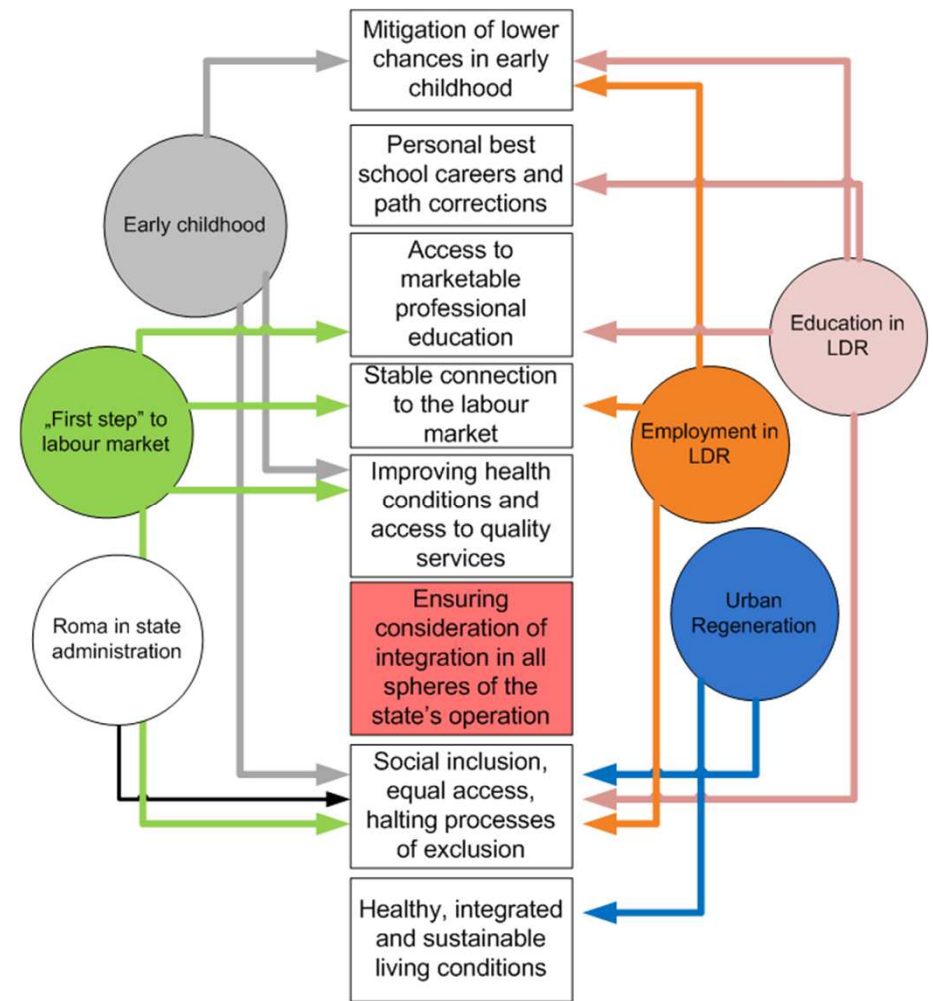 Mitigation of lower
chances in early
childhood
Personal best
school careers and
path corrections
Early childhood
Access to
marketable
professional
education
Education in
LDR
Stable connection
to the labour
market
„First step” to
labour market
Employment in
LDR
Improving health
conditions and
access to quality
services
Ensuring
consideration of
integration in all
spheres of the
state’s operation
Roma in state
administration
Urban
Regeneration
Social inclusion,
equal access,
halting processes
of exclusion
Healthy, integrated
and sustainable
living conditions